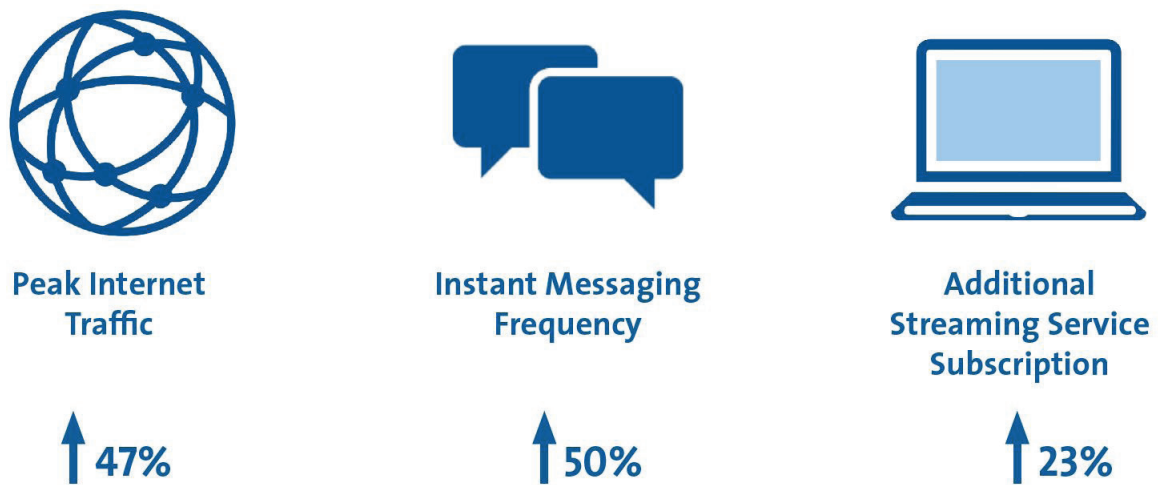 Peak Internet
Traffic
47%
Instant Messaging
Frequency
50%
Additional
Streaming Service
Subscription
23%